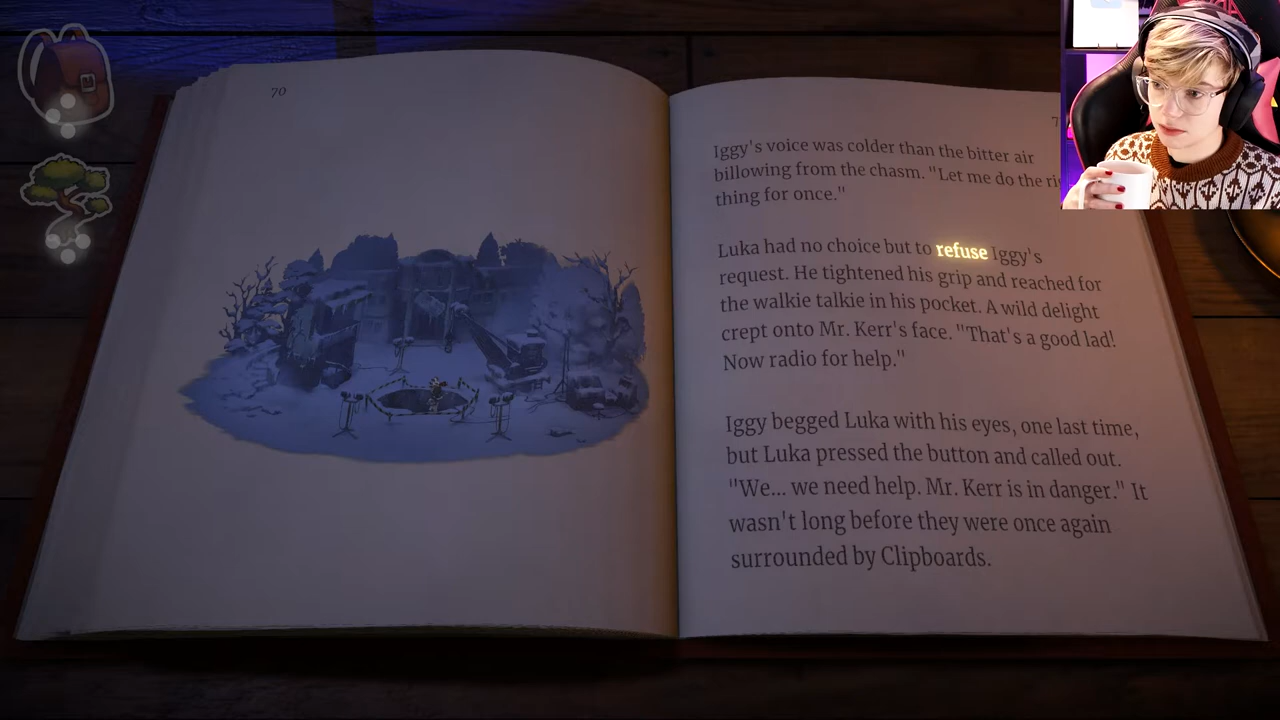 70
Iggy's voice was colder than the bitter air
billowing from the chasm. "Let me do the
thing for once."
Luka had no choice but to refuse Iggy's
request. He tightened his grip and reached for
the walkie talkie in his pocket. A wild delight
crept onto Mr. Kerr's face. "That's a good lad!
Now radio for help."
Iggy begged Luka with his eyes, one last time,
but Luka pressed the button and called out.
"We... we need help. Mr. Kerr is in danger." It
wasn't long before they were once again
surrounded by Clipboards.